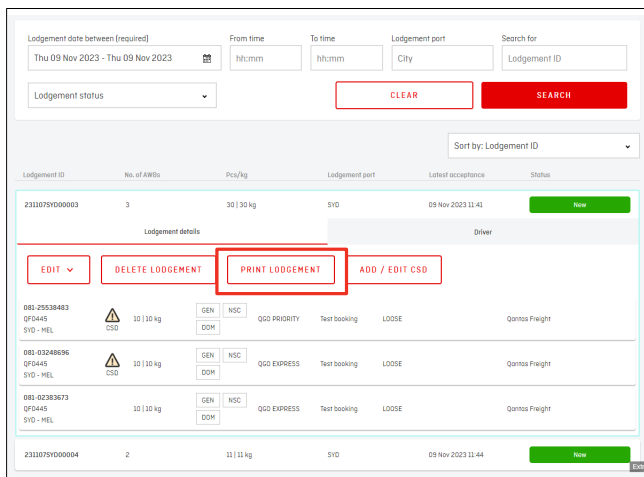 Lodgement date between (required) From time To time Lodgement port Search for
Thu 09 Nov 2023 - Thu 09 Nov 2023 hh:mm hh:mm City Lodgement ID
Lodgement status CLEAR SEARCH
Sort by: Lodgement ID
Lodgement ID No. of AWBs Pcs/kg Lodgement port Latest acceptance Status
231107SYD00003 3 30 | 30 kg SYD 09 Nov 2023 11:41 New
Lodgement details Driver
EDIT DELETE LODGEMENT PRINT LODGEMENT ADD / EDIT CSD
081-25538483
QF0445
SYD - MEL
CSD
10 | 10 kg
GEN NSC
DOM
QGO PRIORITY Test booking LOOSE Qantas Freight
081-03248696
QF0445
SYD - MEL
CSD
10 | 10 kg
GEN NSC
DOM
QGO EXPRESS Test booking LOOSE Qantas Freight
081-02383673
QF0445
SYD - MEL
10 | 10 kg
GEN NSC
DOM
QGO EXPRESS Test booking LOOSE Qantas Freight
231107SYD00004 2 11 | 11 kg SYD 09 Nov 2023 11:44 New